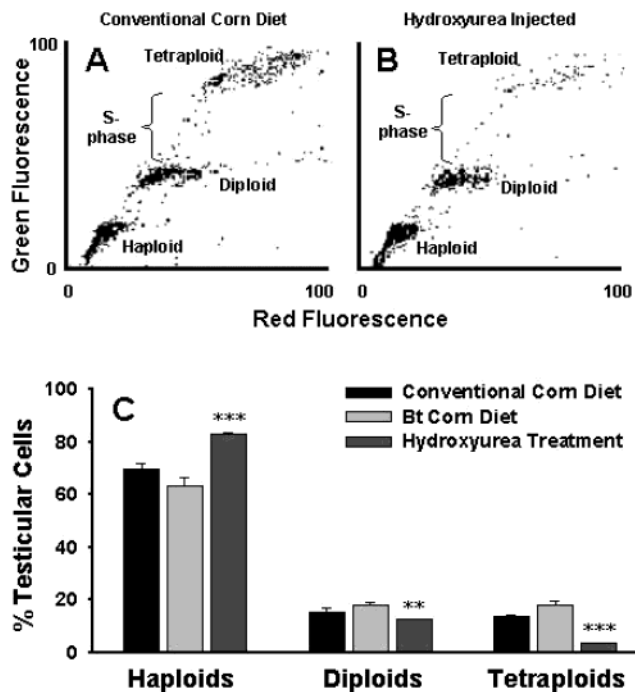 Conventional Corn Diet
Hydroxyurea Injected
100
A
Tetraploid
S-
phase
Diploid
Haploid
Green Fluorescence
0
0
100
B
Tetraploid
S-
phase
Diploid
Haploid
0
100
Red Fluorescence
C
Conventional Corn Diet
Bt Corn Diet
Hydroxyurea Treatment
***
**
***
% Testicular Cells
100
80
60
40
20
0
Haploids
Diploids
Tetraploids